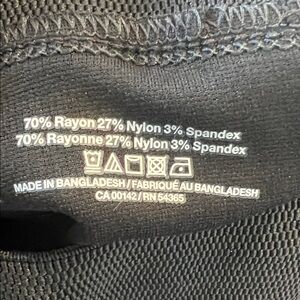 70% Rayon 27% Nylon 3% Spandex
70% Rayonne 27% Nylon 3% Spandex
MADE IN BANGLADESH / FABRIQUÉ AU BANGLADESH
CA 00142 / RN 54365